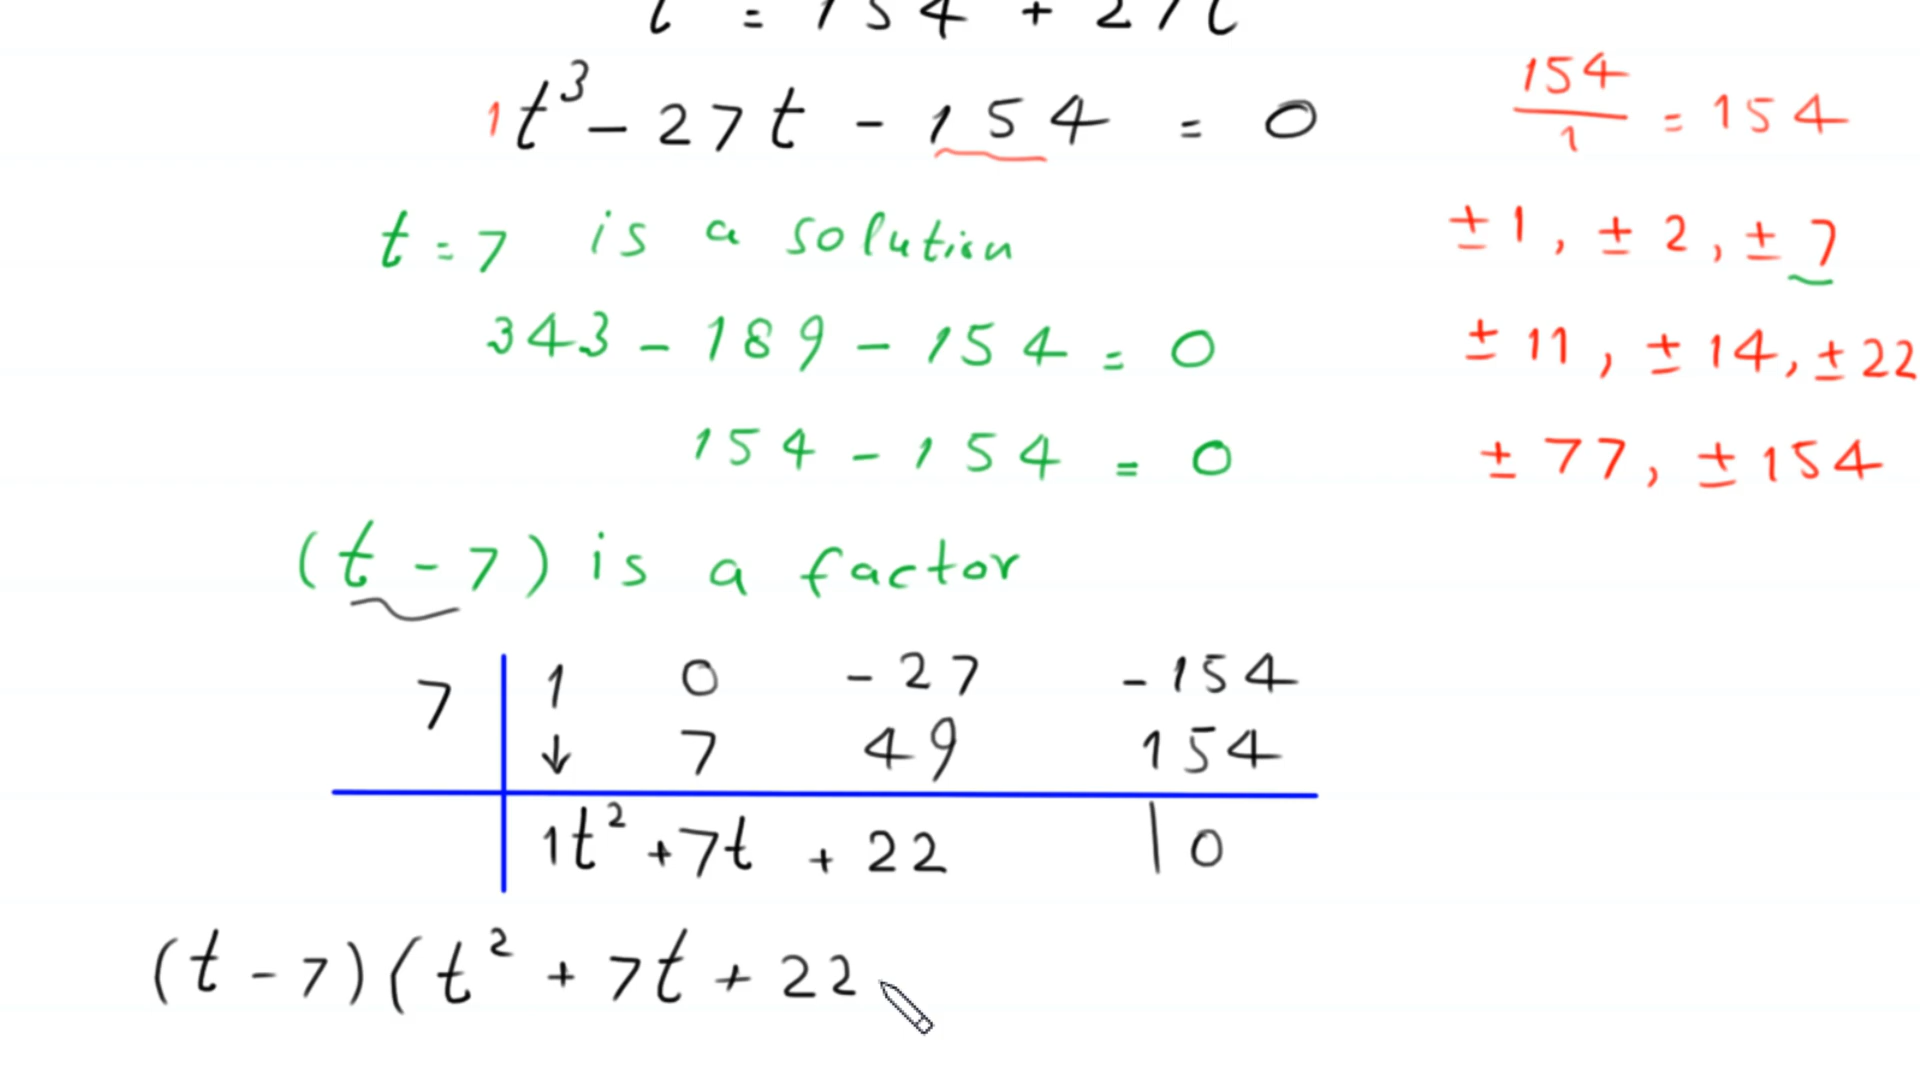 t = 154 + 27t
1t³ - 27t - 154 = 0
154/1 = 154
t = 7 is a solution
± 1, ± 2, ± 7
343 - 189 - 154 = 0
± 11, ± 14, ± 22
154 - 154 = 0
± 77, ± 154
(t - 7) is a factor
7 | 1 0 -27 -154
↓ 7 49 154
1t² + 7t + 22 | 0
(t - 7)(t² + 7t + 22